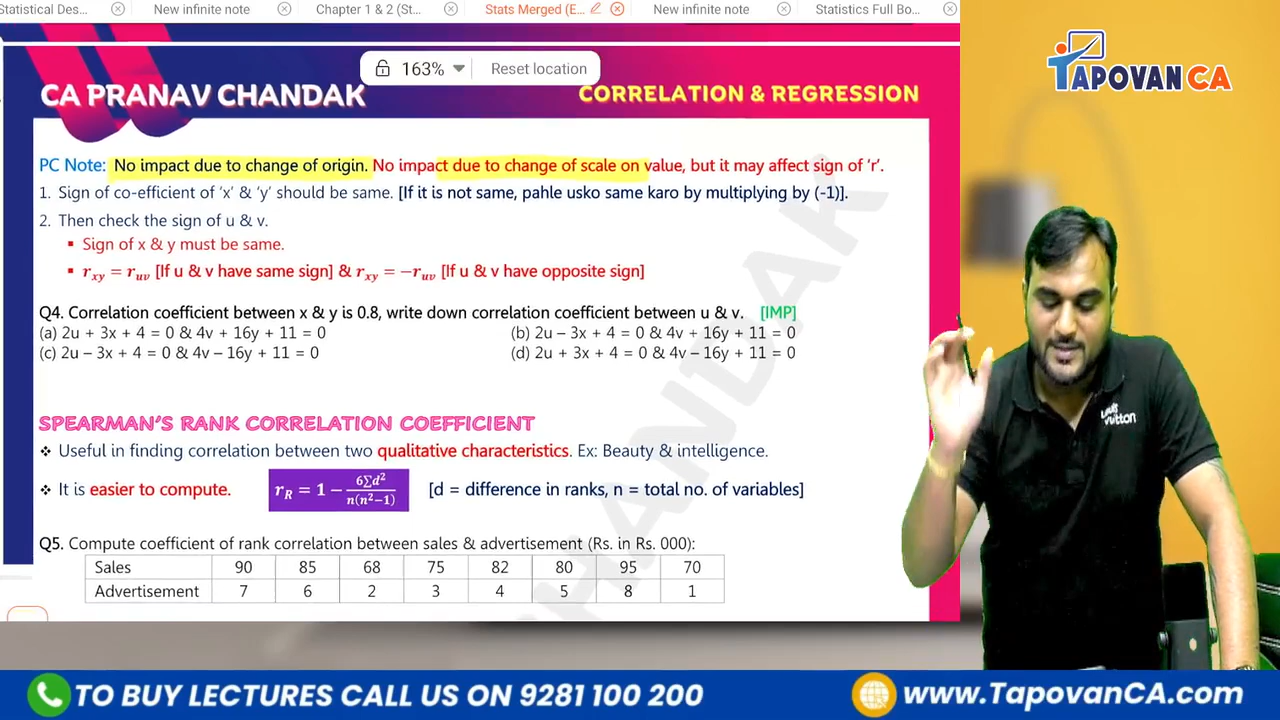 Statistical Des...
New infinite note
Chapter 1 & 2 (St...
Stats Merged (E...
New infinite note
Statistics Full Bo...
163%
Reset location
TAPOVAN CA
CA PRANAV CHANDAK
CORRELATION & REGRESSION
PC Note: No impact due to change of origin. No impact due to change of scale on value, but it may affect sign of 'r'.
1. Sign of co-efficient of 'x' & 'y' should be same. [If it is not same, pahle usko same karo by multiplying by (-1)].
2. Then check the sign of u & v.
▪ Sign of x & y must be same.
▪ r_xy = r_uv [If u & v have same sign] & r_xy = −r_uv [If u & v have opposite sign]
Q4. Correlation coefficient between x & y is 0.8, write down correlation coefficient between u & v. [IMP]
(a) 2u + 3x + 4 = 0 & 4v + 16y + 11 = 0 (b) 2u – 3x + 4 = 0 & 4v + 16y + 11 = 0
(c) 2u – 3x + 4 = 0 & 4v – 16y + 11 = 0 (d) 2u + 3x + 4 = 0 & 4v – 16y + 11 = 0
SPEARMAN'S RANK CORRELATION COEFFICIENT
❖ Useful in finding correlation between two qualitative characteristics. Ex: Beauty & intelligence.
❖ It is easier to compute. r_R = 1 − 6∑d²/n(n²−1) [d = difference in ranks, n = total no. of variables]
Q5. Compute coefficient of rank correlation between sales & advertisement (Rs. in Rs. 000):
Sales 90 85 68 75 82 80 95 70
Advertisement 7 6 2 3 4 5 8 1
CHANDAK
Louis Vuitton
TO BUY LECTURES CALL US ON 9281 100 200
www.TapovanCA.com